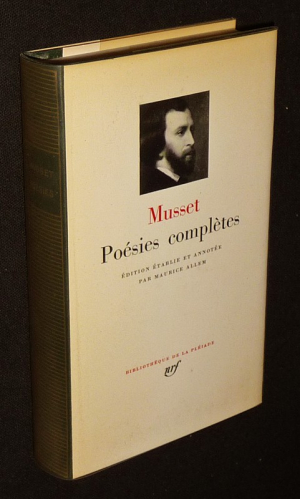 Musset
Poésies complètes
ÉDITION ÉTABLIE ET ANNOTÉE
PAR MAURICE ALLEM
BIBLIOTHÈQUE DE LA PLÉIADE
nrf